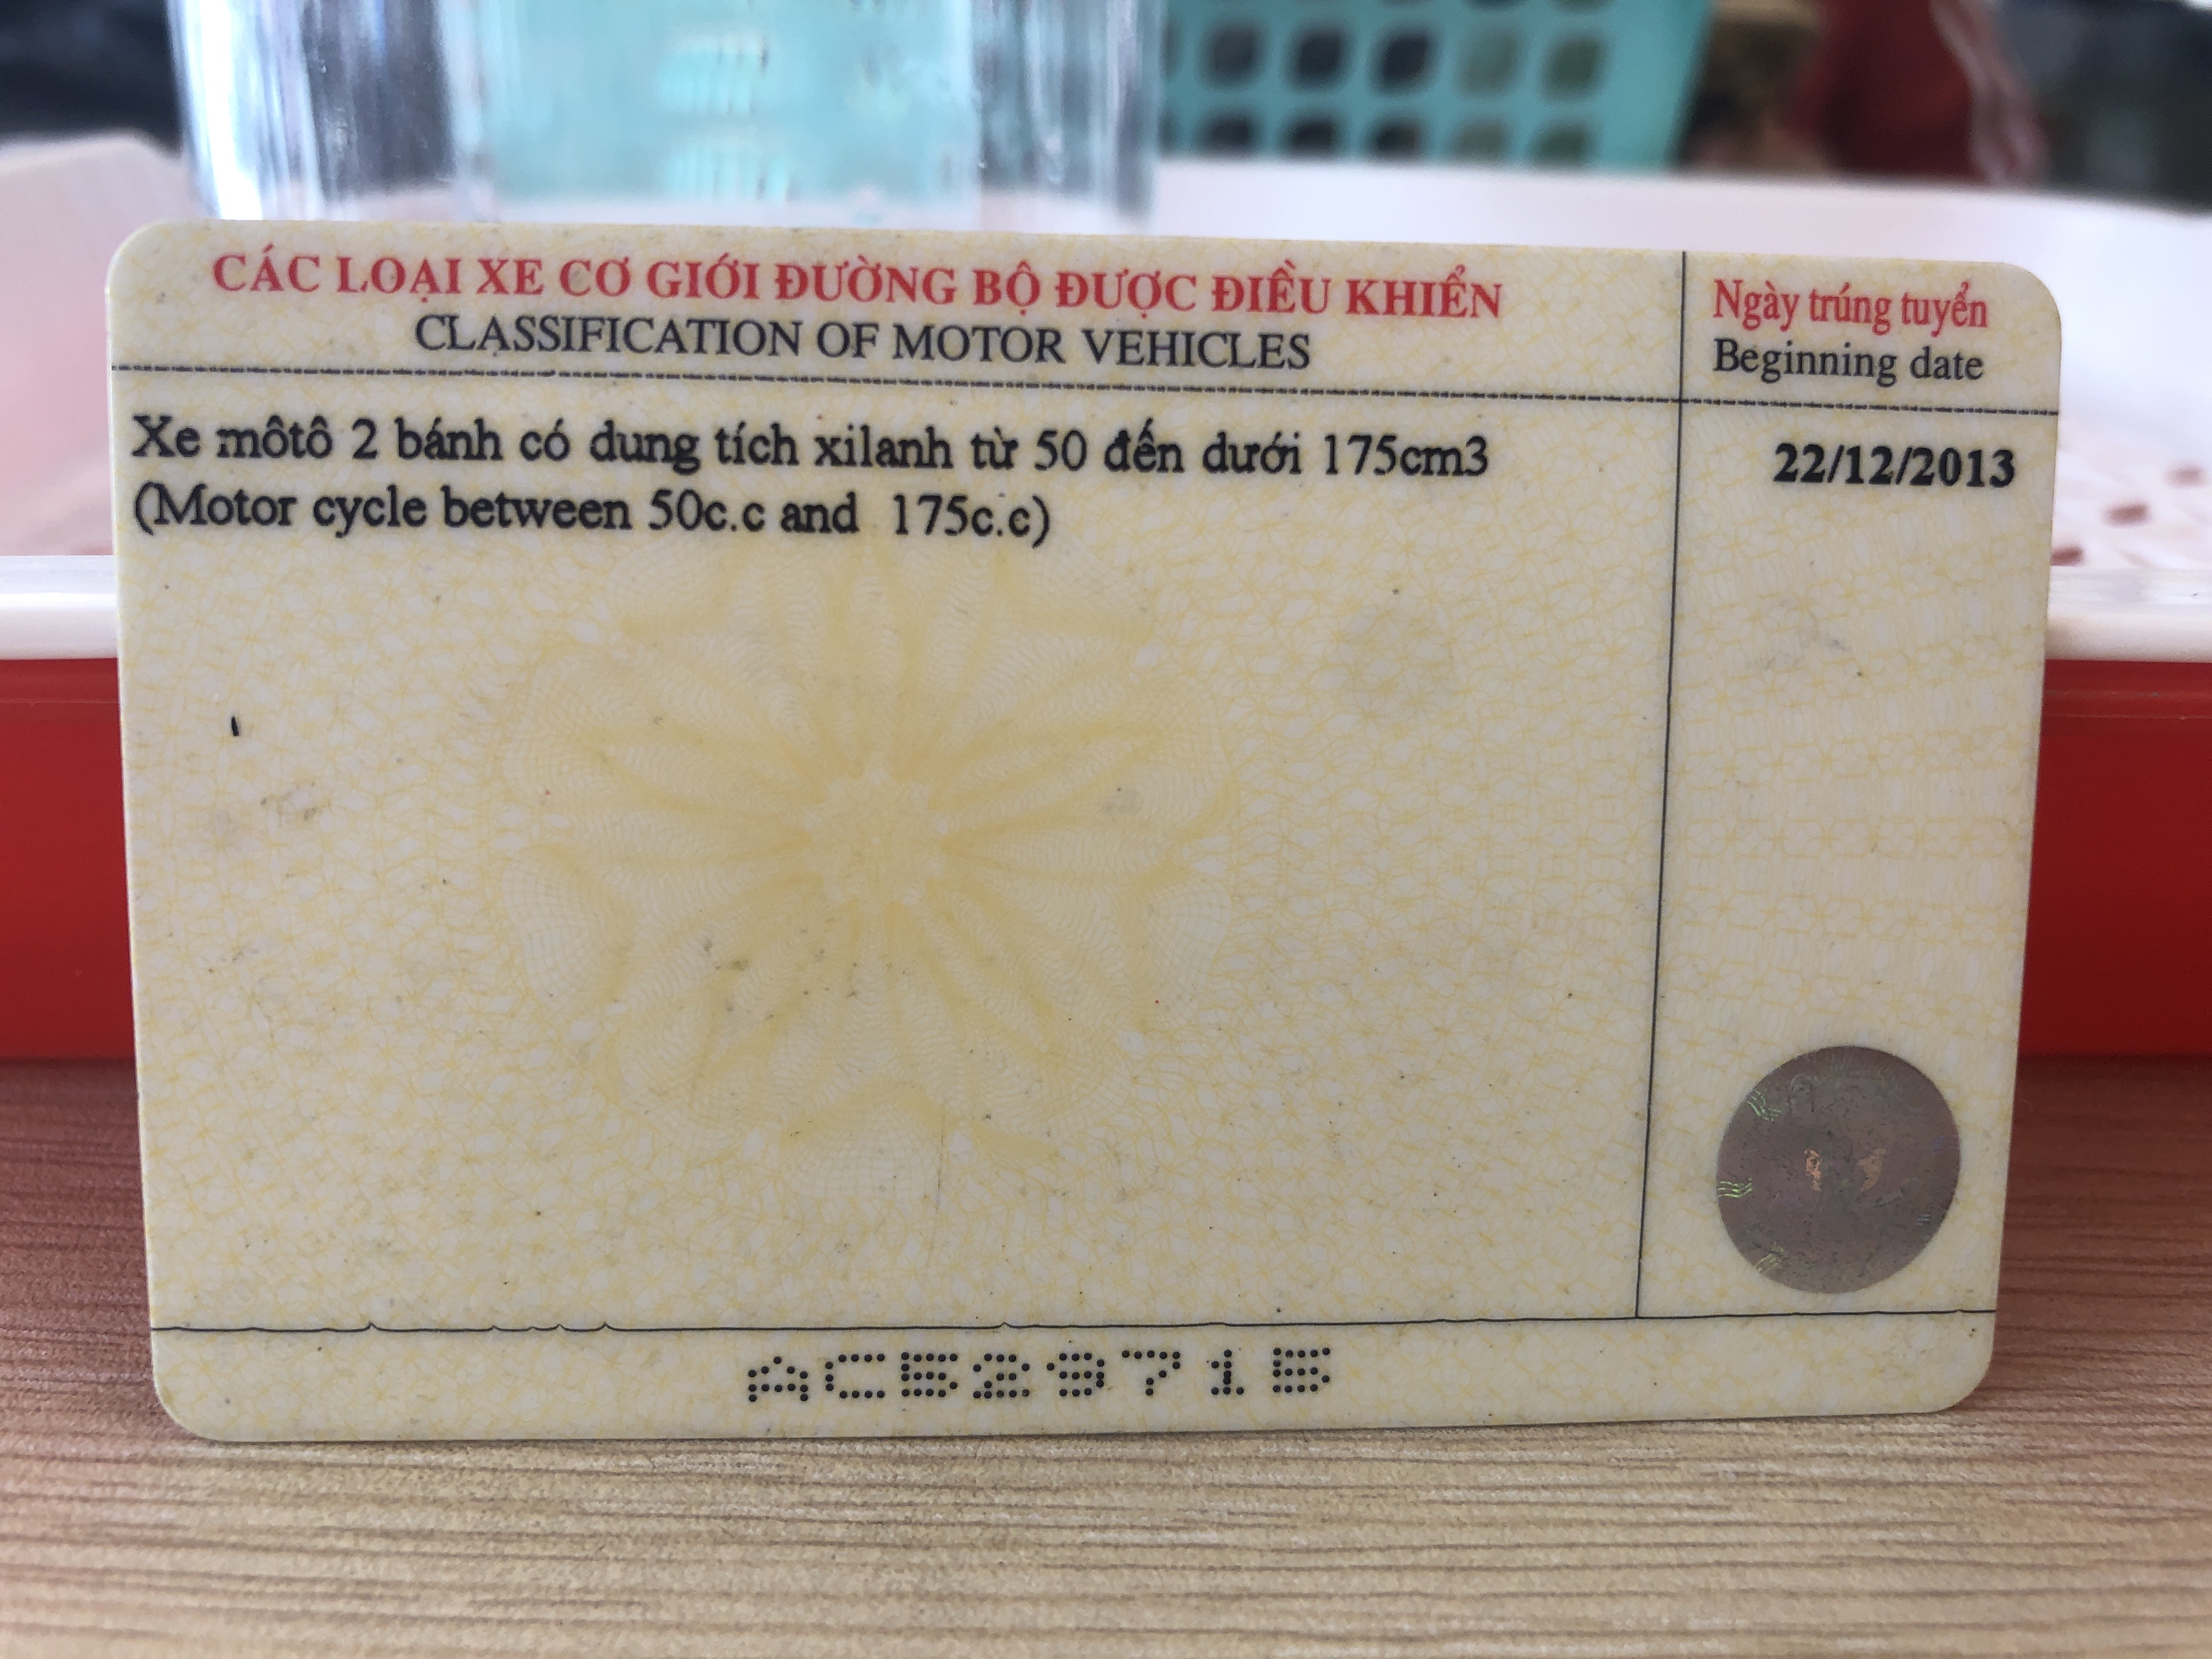 CÁC LOẠI XE CƠ GIỚI ĐƯỜNG BỘ ĐƯỢC ĐIỀU KHIỂN
CLASSIFICATION OF MOTOR VEHICLES
Ngày trúng tuyển
Beginning date
Xe môtô 2 bánh có dung tích xilanh từ 50 đến dưới 175cm3
(Motor cycle between 50c.c and 175c.c)
22/12/2013
AC529715